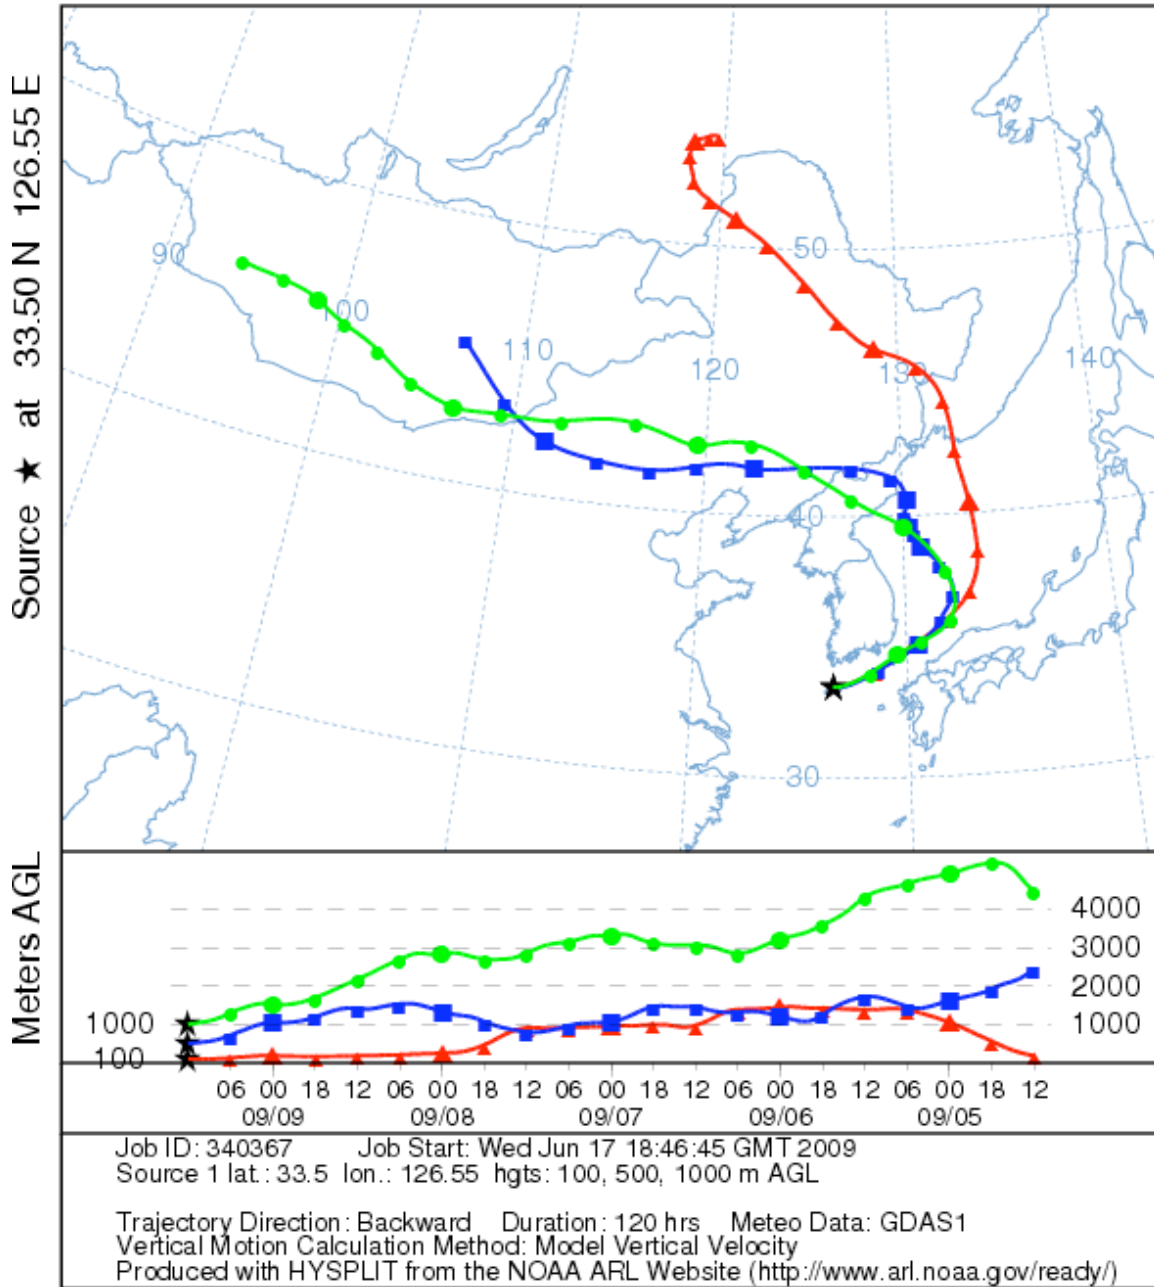 Source ★ at 33.50 N 126.55 E
90
100
110
120
130
140
50
40
30
Meters AGL
4000
3000
2000
1000
1000
100
06 00 18 12 06 00 18 12 06 00 18 12 06 00 18 12 06 00 18 12
09/09 09/08 09/07 09/06 09/05
Job ID: 340367 Job Start: Wed Jun 17 18:46:45 GMT 2009
Source 1 lat.: 33.5 lon.: 126.55 hgts: 100, 500, 1000 m AGL
Trajectory Direction: Backward Duration: 120 hrs Meteo Data: GDAS1
Vertical Motion Calculation Method: Model Vertical Velocity
Produced with HYSPLIT from the NOAA ARL Website (http://www.arl.noaa.gov/ready/)